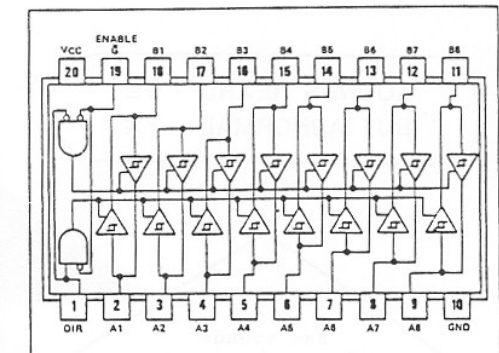 ENABLE
VCC G̅ B1 B2 B3 B4 B5 B6 B7 B8
20 19 18 17 16 15 14 13 12 11
1 2 3 4 5 6 7 8 9 10
DIR A1 A2 A3 A4 A5 A6 A7 A8 GND